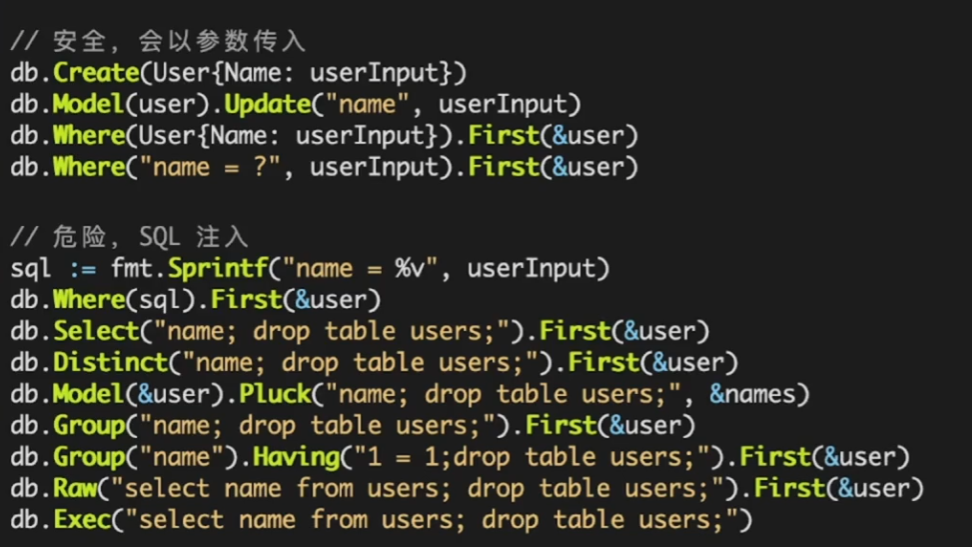 // 安全, 会以参数传入
db.Create(User{Name: userInput})
db.Model(user).Update("name", userInput)
db.Where(User{Name: userInput}).First(&user)
db.Where("name = ?", userInput).First(&user)
// 危险, SQL 注入
sql := fmt.Sprintf("name = %v", userInput)
db.Where(sql).First(&user)
db.Select("name; drop table users;").First(&user)
db.Distinct("name; drop table users;").First(&user)
db.Model(&user).Pluck("name; drop table users;", &names)
db.Group("name; drop table users;").First(&user)
db.Group("name").Having("1 = 1;drop table users;").First(&user)
db.Raw("select name from users; drop table users;").First(&user)
db.Exec("select name from users; drop table users;")